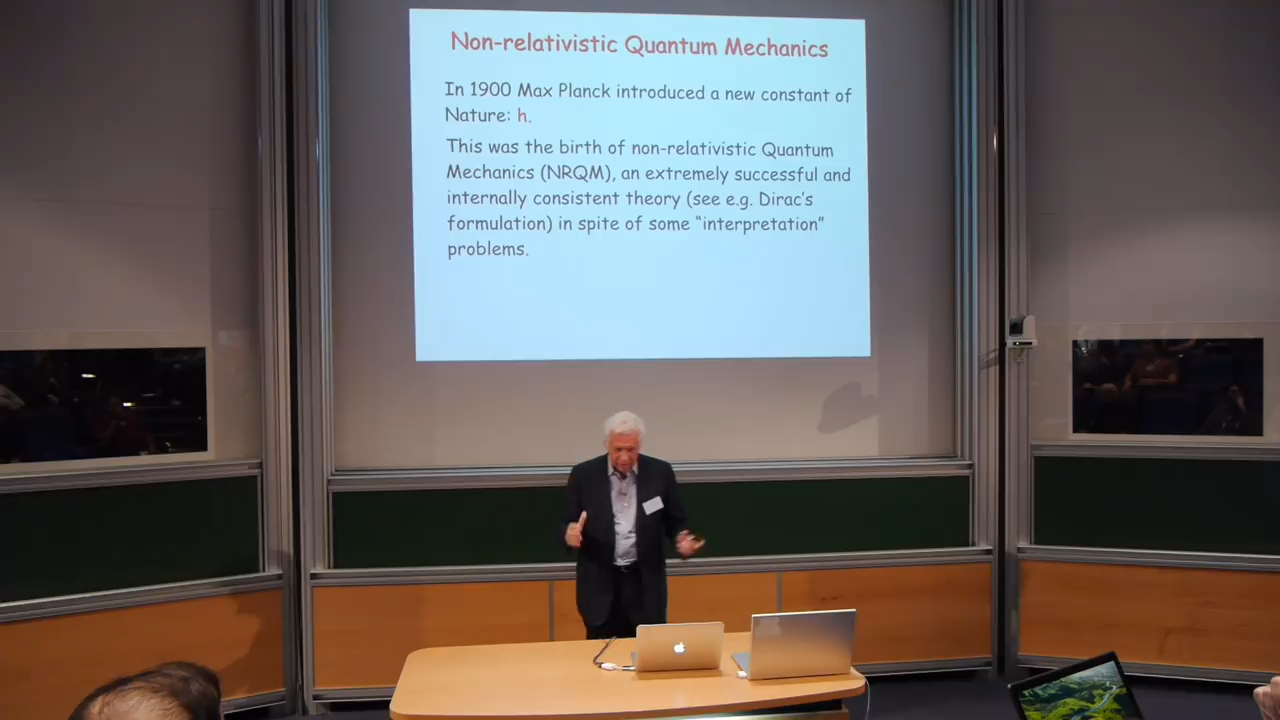 Non-relativistic Quantum Mechanics
In 1900 Max Planck introduced a new constant of
Nature: h.
This was the birth of non-relativistic Quantum
Mechanics (NRQM), an extremely successful and
internally consistent theory (see e.g. Dirac's
formulation) in spite of some “interpretation”
problems.